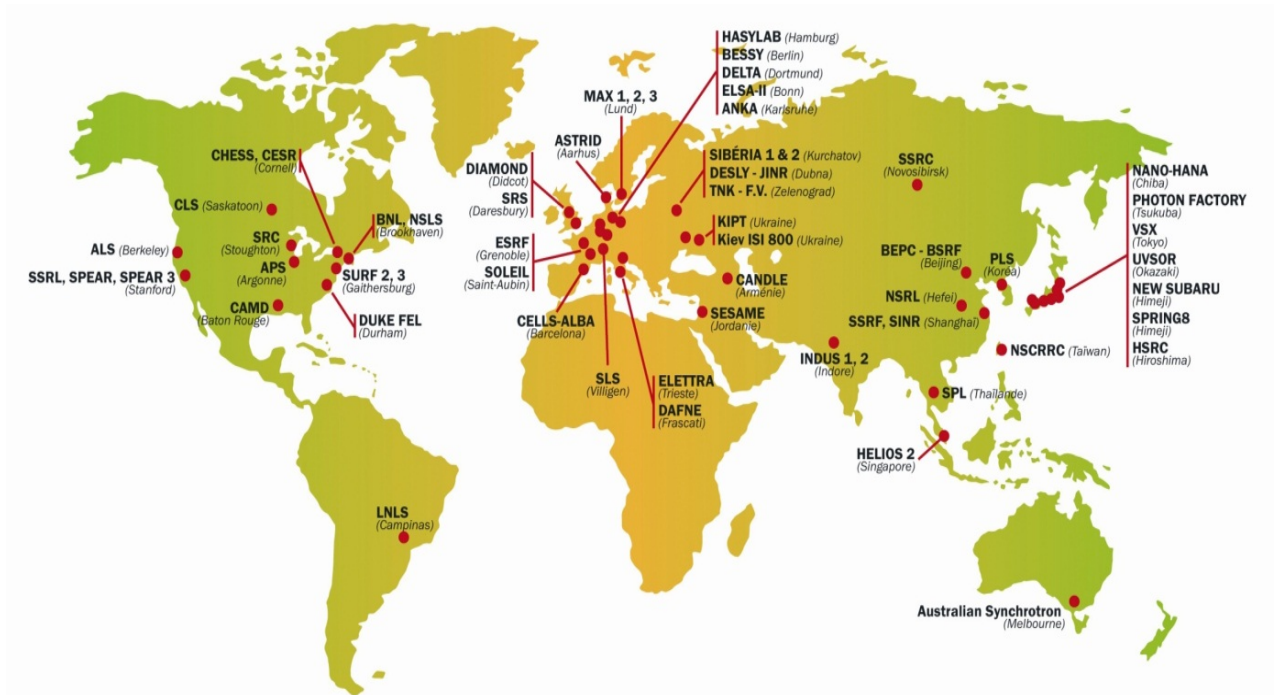 HASYLAB (Hamburg)
BESSY (Berlin)
DELTA (Dortmund)
ELSA-II (Bonn)
ANKA (Karlsruhe)
MAX 1, 2, 3
(Lund)
ASTRID
(Aarhus)
DIAMOND
(Didcot)
SRS
(Daresbury)
CHESS, CESR
(Cornell)
SIBÉRIA 1 & 2 (Kurchatov)
DESLY - JINR (Dubna)
TNK - F.V. (Zelenograd)
SSRC
(Novosibirsk)
NANO-HANA
(Chiba)
PHOTON FACTORY
(Tsukuba)
VSX
(Tokyo)
UVSOR
(Okazaki)
NEW SUBARU
(Himeji)
SPRING8
(Himeji)
HSRC
(Hiroshima)
CLS (Saskatoon)
BNL, NSLS
(Brookhaven)
KIPT (Ukraine)
Kiev ISI 800 (Ukraine)
SRC
(Stoughton)
ALS (Berkeley)
ESRF
(Grenoble)
SOLEIL
(Saint-Aubin)
BEPC - BSRF
(Beijing)
PLS
(Koréa)
APS
(Argonne)
SSRL, SPEAR, SPEAR 3
(Stanford)
SURF 2, 3
(Gaithersburg)
CANDLE
(Arménie)
NSRL (Hefei)
CAMD
(Baton Rouge)
DUKE FEL
(Durham)
CELLS-ALBA
(Barcelona)
SESAME
(Jordanie)
SSRF, SINR (Shanghaï)
INDUS 1, 2
(Indore)
NSCRRC (Taïwan)
SLS
(Villigen)
ELETTRA
(Trieste)
DAFNE
(Frascati)
SPL (Thaïlande)
HELIOS 2
(Singapore)
LNLS
(Campinas)
Australian Synchrotron
(Melbourne)